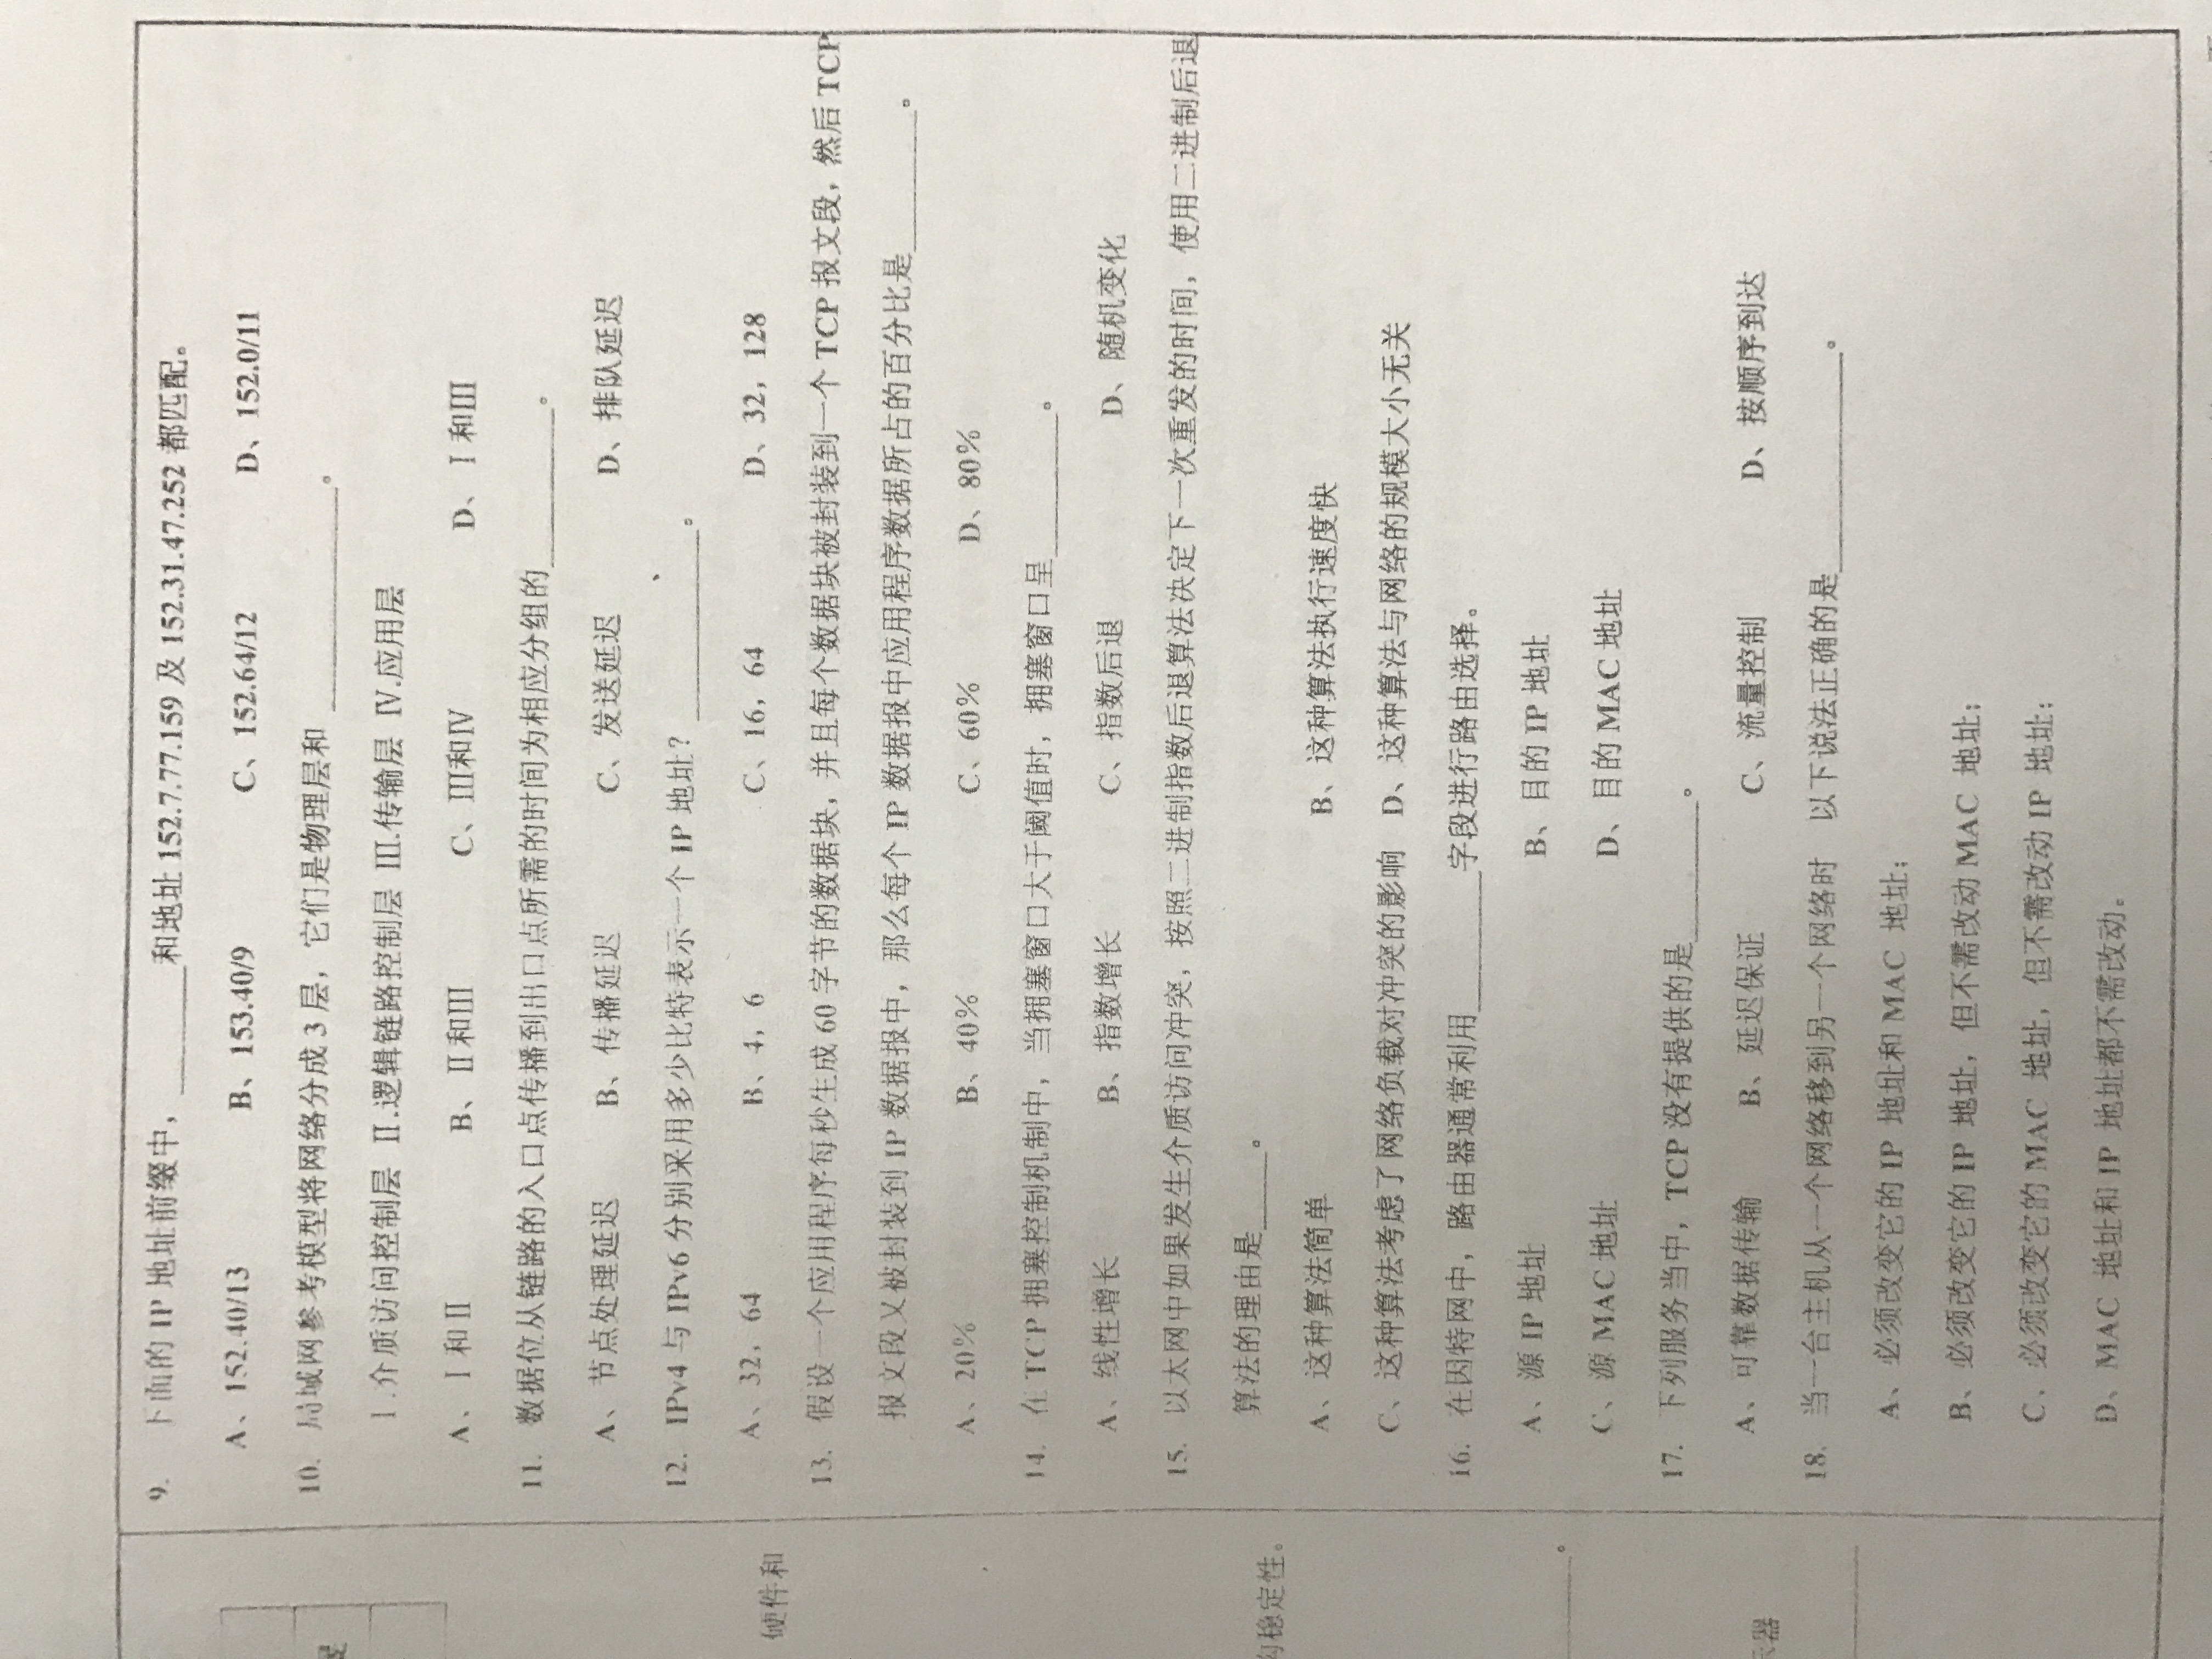 9. 下面的 IP 地址前缀中，________和地址 152.7.77.159 及 152.31.47.252 都匹配。
A、152.40/13 B、153.40/9 C、152.64/12 D、152.0/11
10. 局域网参考模型将网络分成 3 层，它们是物理层和 ______________。
Ⅰ.介质访问控制层 Ⅱ.逻辑链路控制层 Ⅲ.传输层 Ⅳ.应用层
A、Ⅰ和Ⅱ B、Ⅱ和Ⅲ C、Ⅲ和Ⅳ D、Ⅰ和Ⅲ
11. 数据位从链路的入口点传播到出口点所需的时间为相应分组的__________。
A、节点处理延迟 B、传播延迟 C、发送延迟 D、排队延迟
12. IPv4 与 IPv6 分别采用多少比特表示一个 IP 地址？____________。
A、32，64 B、4，6 C、16，64 D、32，128
硬件和
13. 假设一个应用程序每秒生成 60 字节的数据块，并且每个数据块被封装到一个 TCP 报文段，然后 TCP
报文段又被封装到 IP 数据报中，那么每个 IP 数据报中应用程序数据所占的百分比是_________。
A、20% B、40% C、60% D、80%
14. 在 TCP 拥塞控制机制中，当拥塞窗口大于阈值时，拥塞窗口呈_________。
A、线性增长 B、指数增长 C、指数后退 D、随机变化
15. 以太网中如果发生介质访问冲突，按照二进制指数后退算法决定下一次重发的时间，使用二进制后退
算法的理由是_____。
稳定性。
A、这种算法简单 B、这种算法执行速度快
C、这种算法考虑了网络负载对冲突的影响 D、这种算法与网络的规模大小无关
16. 在因特网中，路由器通常利用_________字段进行路由选择。
A、源 IP 地址 B、目的 IP 地址
______。
C、源 MAC 地址 D、目的 MAC 地址
17. 下列服务当中，TCP 没有提供的是_________。
A、可靠数据传输 B、延迟保证 C、流量控制 D、按顺序到达
器
18. 当一台主机从一个网络移到另一个网络时 以下说法正确的是______________。
A、必须改变它的 IP 地址和 MAC 地址；
B、必须改变它的 IP 地址，但不需改动 MAC 地址；
C、必须改变它的 MAC 地址，但不需改动 IP 地址；
D、MAC 地址和 IP 地址都不需改动。